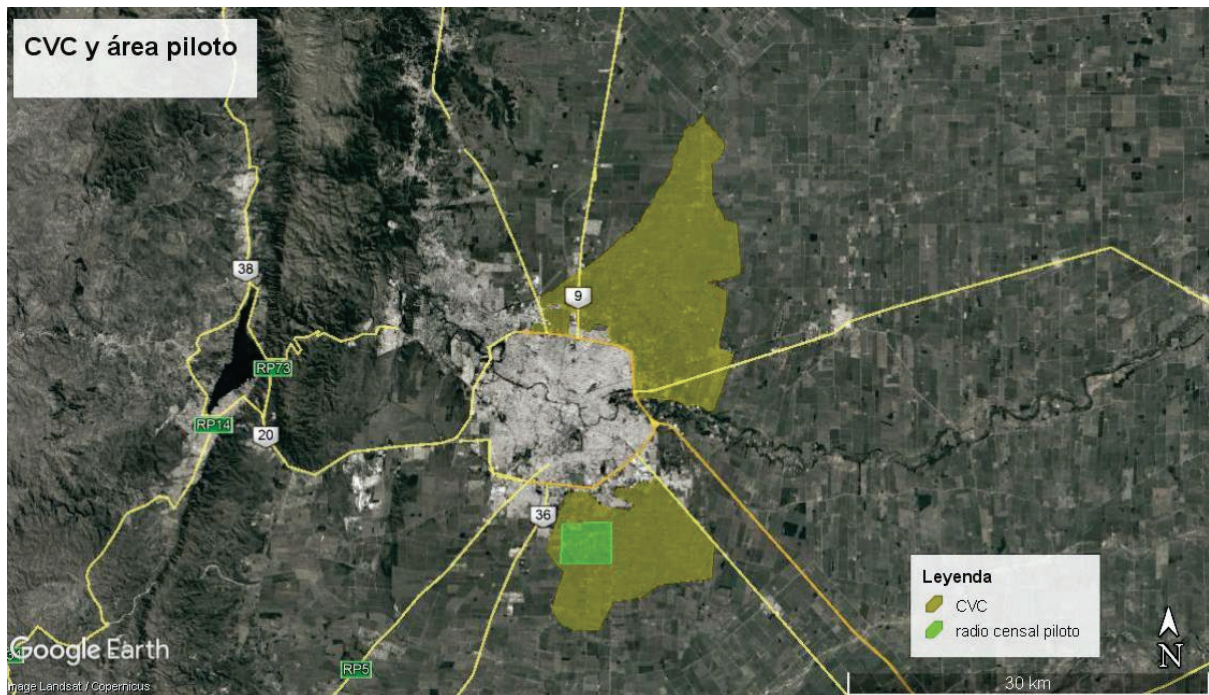 CVC y área piloto
38
9
RP73
RP14
20
36
Leyenda
CVC
radio censal piloto
N
Google Earth
RP5
30 km
Image Landsat / Copernicus